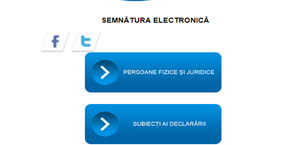 SEMNĂTURA ELECTRONICĂ
PERSOANE FIZICE ȘI JURIDICE
SUBIECȚI AI DECLARĂRII